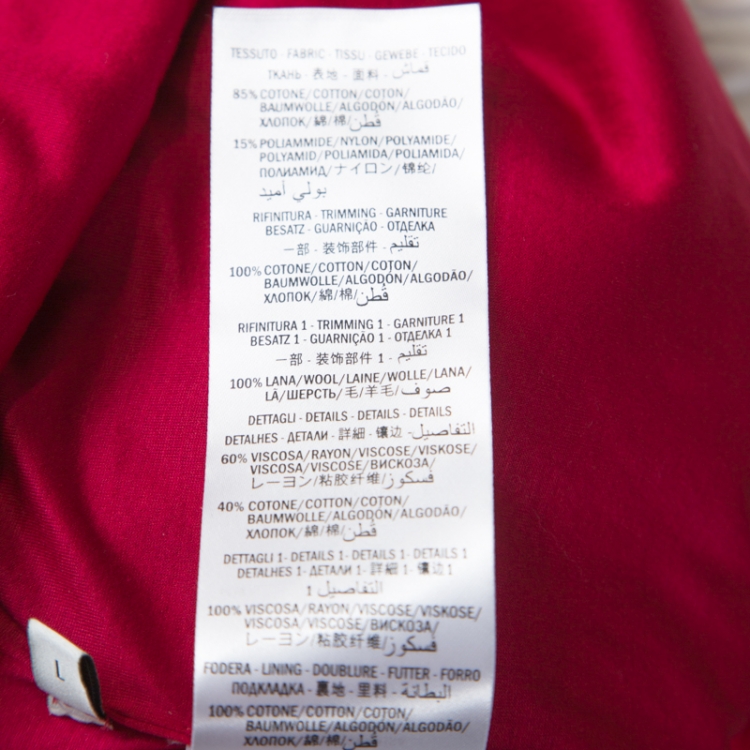 TESSUTO - FABRIC - TISSU - GEWEBE - TECIDO
ТКАНЬ - 表地 - 面料 - قماش
85% COTONE/COTTON/COTON/
BAUMWOLLE/ALGODÓN/ALGODÃO/
ХЛОПОК/綿/棉/قطن
15% POLIAMMIDE/NYLON/POLYAMIDE/
POLYAMID/POLIAMIDA/POLIAMIDA/
ПОЛИАМИД/ナイロン/锦纶/
بولي أميد
RIFINITURA - TRIMMING - GARNITURE
BESATZ - GUARNIÇÃO - ОТДЕЛКА
一部 - 装饰部件 - تقليم
100% COTONE/COTTON/COTON/
BAUMWOLLE/ALGODÓN/ALGODÃO/
ХЛОПОК/綿/棉/قطن
RIFINITURA 1 - TRIMMING 1 - GARNITURE 1
BESATZ 1 - GUARNIÇÃO 1 - ОТДЕЛКА 1
一部 - 装饰部件 1 - تقليم
100% LANA/WOOL/LAINE/WOLLE/LANA/
LÃ/ШЕРСТЬ/毛/羊毛/صوف
DETTAGLI - DETAILS - DETAILS - DETAILS
DETALHES - ДЕТАЛИ - 詳細 - 镶边 - التفاصيل
60% VISCOSA/RAYON/VISCOSE/VISKOSE/
VISCOSA/VISCOSE/ВИСКОЗА/
レーヨン/粘胶纤维/فسكوز
40% COTONE/COTTON/COTON/
BAUMWOLLE/ALGODÓN/ALGODÃO/
ХЛОПОК/綿/棉/قطن
DETTAGLI 1- DETAILS 1- DETAILS 1- DETAILS 1
DETALHES 1- ДЕТАЛИ 1- 詳細 1- 镶边 1
التفاصيل 1
100% VISCOSA/RAYON/VISCOSE/VISKOSE/
VISCOSA/VISCOSE/ВИСКОЗА/
レーヨン/粘胶纤维/فسكوز
FODERA - LINING - DOUBLURE - FUTTER - FORRO
ПОДКЛАДКА - 裏地 - 里料 - البطانة
100% COTONE/COTTON/COTON/
BAUMWOLLE/ALGODÓN/ALGODÃO/
ХЛОПОК/綿/棉/قطن
L